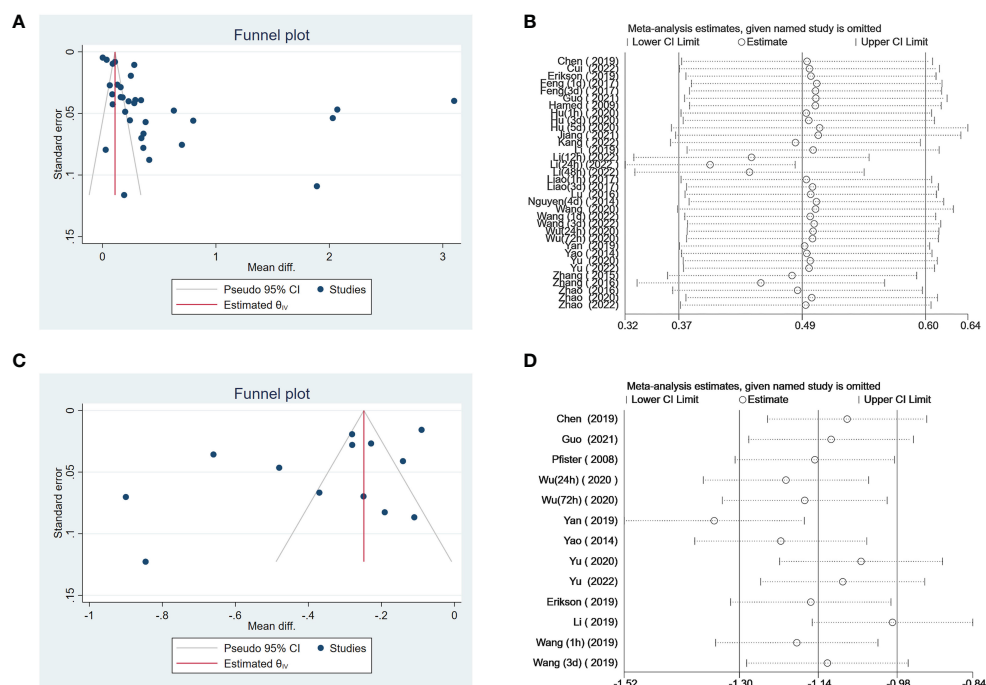 A
Funnel plot
0
.05
.1
.15
Standard error
0
1
2
3
Mean diff.
Pseudo 95% CI
Studies
Estimated θIV
B
Meta-analysis estimates, given named study is omitted
Lower CI Limit
Estimate
Upper CI Limit
Chen ( 2019)
Cui ( 2022)
Erikson ( 2019)
Feng (1d) ( 2017)
Feng(3d) ( 2017)
Guo ( 2021)
Hamed ( 2009)
Hu(1h) ( 2020)
Hu (3d) ( 2020)
Hu (5d) ( 2020)
Jiang ( 2021)
Kang ( 2022)
Li ( 2019)
Li(12h) ( 2022)
Li(24h) ( 2022 )
Li(48h) ( 2022)
Liao(1h) ( 2017)
Liao(3d) ( 2017)
Lu ( 2016)
Nguyen(4d) ( 2014)
Wang ( 2020)
Wang (1d) ( 2022)
Wang (3d) ( 2022)
Wu(24h) ( 2020)
Wu(72h) ( 2020)
Yan ( 2019)
Yao ( 2014)
Yu ( 2020)
Yu ( 2022)
Zhang ( 2015)
Zhang ( 2016)
Zhao ( 2016)
Zhao ( 2020)
Zhao ( 2022)
0.32
0.37
0.49
0.60
0.64
C
Funnel plot
0
.05
.1
.15
Standard error
-1
-.8
-.6
-.4
-.2
0
Mean diff.
Pseudo 95% CI
Studies
Estimated θIV
D
Meta-analysis estimates, given named study is omitted
Lower CI Limit
Estimate
Upper CI Limit
Chen ( 2019)
Guo ( 2021)
Pfister ( 2008)
Wu(24h) ( 2020 )
Wu(72h) ( 2020)
Yan ( 2019)
Yao ( 2014)
Yu ( 2020)
Yu ( 2022)
Erikson ( 2019)
Li ( 2019)
Wang (1h) ( 2019)
Wang (3d) ( 2019)
-1.52
-1.30
-1.14
-0.98
-0.84